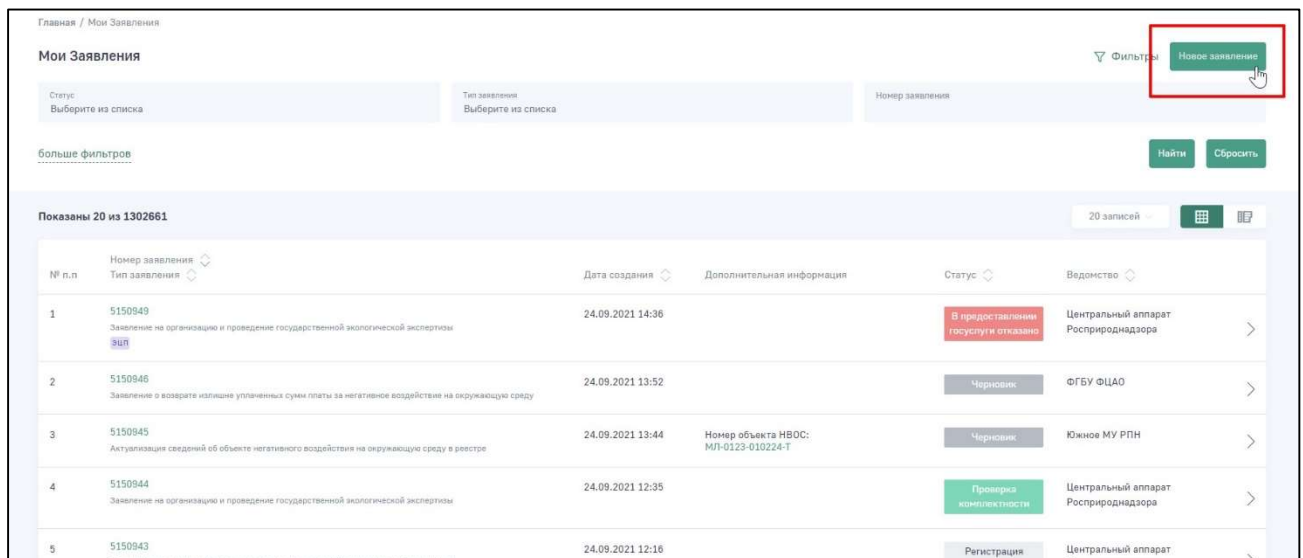 Главная / Мои Заявления
Мои Заявления
Фильтры
Новое заявление
Статус
Выберите из списка
Тип заявления
Выберите из списка
Номер заявления
больше фильтров
Найти
Сбросить
Показаны 20 из 1302661
20 записей
№ п.п
Номер заявления
Тип заявления
Дата создания
Дополнительная информация
Статус
Ведомство
1
5150949
Заявление на организацию и проведение государственной экологической экспертизы
ЭЦП
24.09.2021 14:36
В предоставлении
госуслуги отказано
Центральный аппарат
Росприроднадзора
2
5150946
Заявление о возврате излишне уплаченных сумм платы за негативное воздействие на окружающую среду
24.09.2021 13:52
Черновик
ФГБУ ФЦАО
3
5150945
Актуализация сведений об объекте негативного воздействия на окружающую среду в реестре
24.09.2021 13:44
Номер объекта НВОС:
МЛ-0123-010224-Т
Черновик
Южное МУ РПН
4
5150944
Заявление на организацию и проведение государственной экологической экспертизы
24.09.2021 12:35
Проверка
комплектности
Центральный аппарат
Росприроднадзора
5
5150943
24.09.2021 12:16
Регистрация
Центральный аппарат